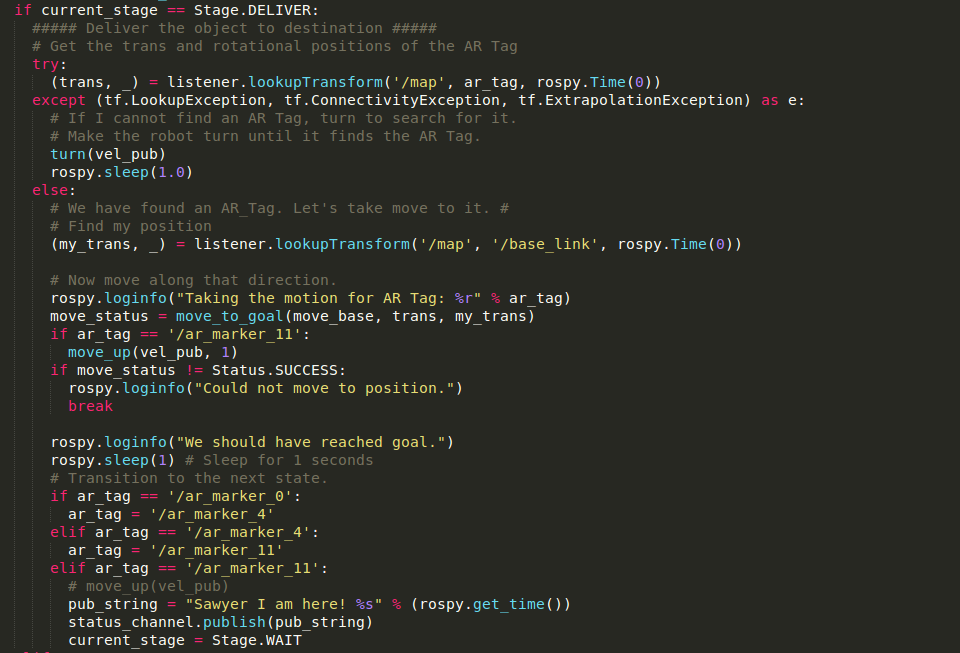 if current_stage == Stage.DELIVER:
##### Deliver the object to destination #####
# Get the trans and rotational positions of the AR Tag
try:
(trans, _) = listener.lookupTransform('/map', ar_tag, rospy.Time(0))
except (tf.LookupException, tf.ConnectivityException, tf.ExtrapolationException) as e:
# If I cannot find an AR Tag, turn to search for it.
# Make the robot turn until it finds the AR Tag.
turn(vel_pub)
rospy.sleep(1.0)
else:
# We have found an AR_Tag. Let's take move to it. #
# Find my position
(my_trans, _) = listener.lookupTransform('/map', '/base_link', rospy.Time(0))
# Now move along that direction.
rospy.loginfo("Taking the motion for AR Tag: %r" % ar_tag)
move_status = move_to_goal(move_base, trans, my_trans)
if ar_tag == '/ar_marker_11':
move_up(vel_pub, 1)
if move_status != Status.SUCCESS:
rospy.loginfo("Could not move to position.")
break
rospy.loginfo("We should have reached goal.")
rospy.sleep(1) # Sleep for 1 seconds
# Transition to the next state.
if ar_tag == '/ar_marker_0':
ar_tag = '/ar_marker_4'
elif ar_tag == '/ar_marker_4':
ar_tag = '/ar_marker_11'
elif ar_tag == '/ar_marker_11':
# move_up(vel_pub)
pub_string = "Sawyer I am here! %s" % (rospy.get_time())
status_channel.publish(pub_string)
current_stage = Stage.WAIT